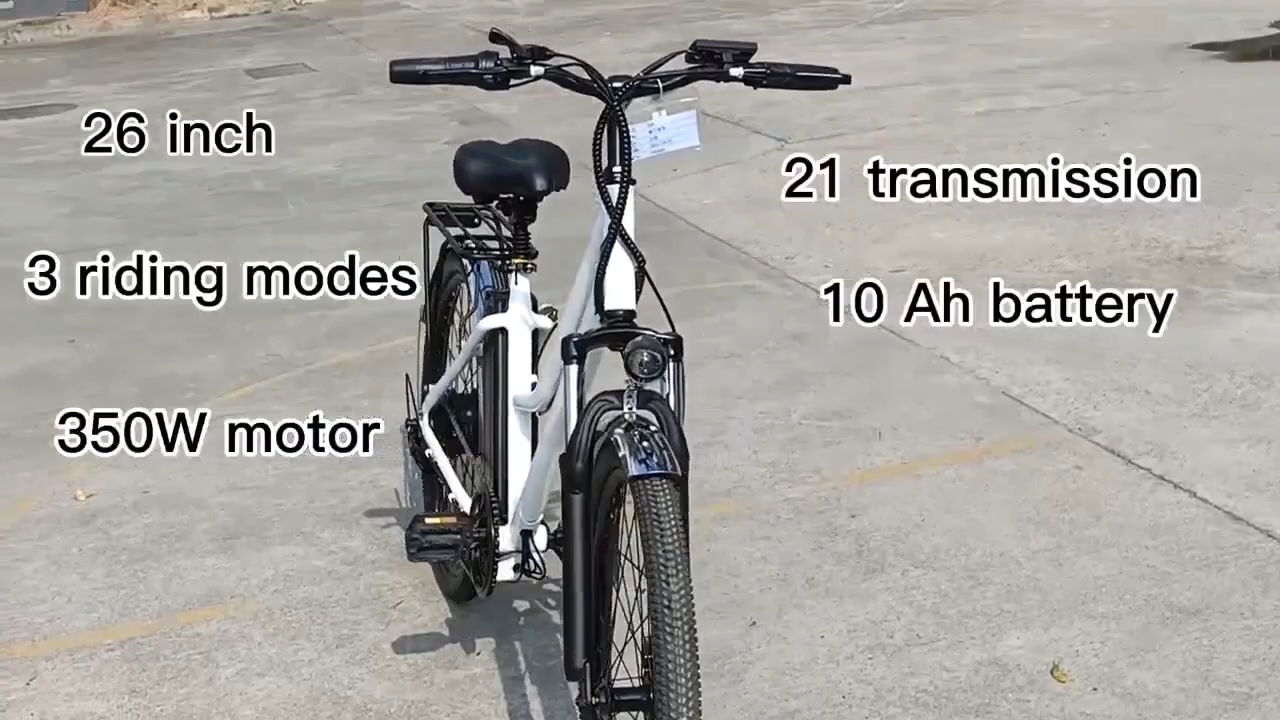 26 inch
21 transmission
3 riding modes
10 Ah battery
350W motor